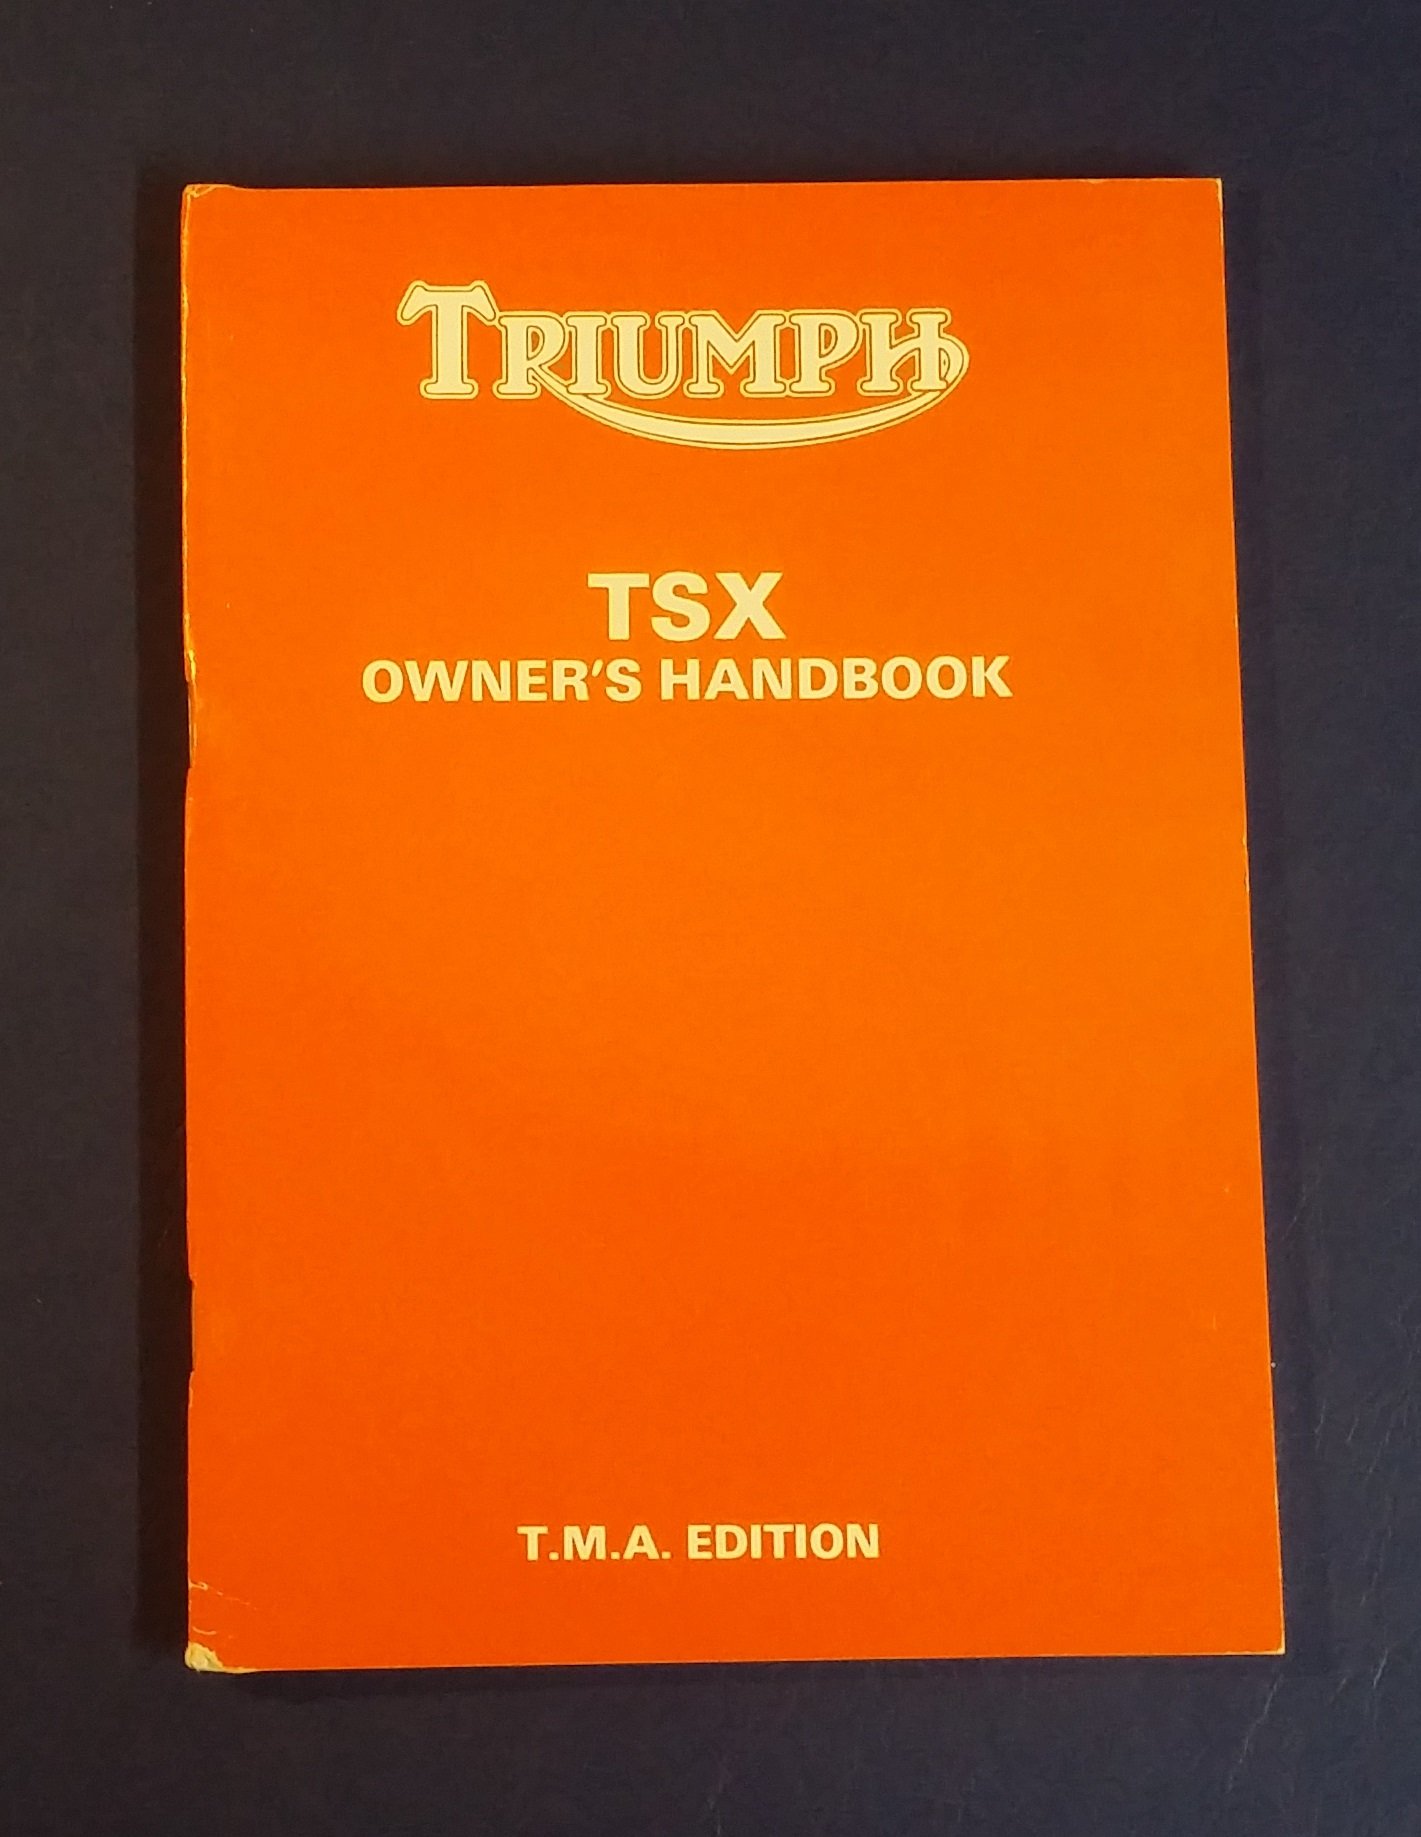 TRIUMPH
TSX
OWNER'S HANDBOOK
T.M.A. EDITION